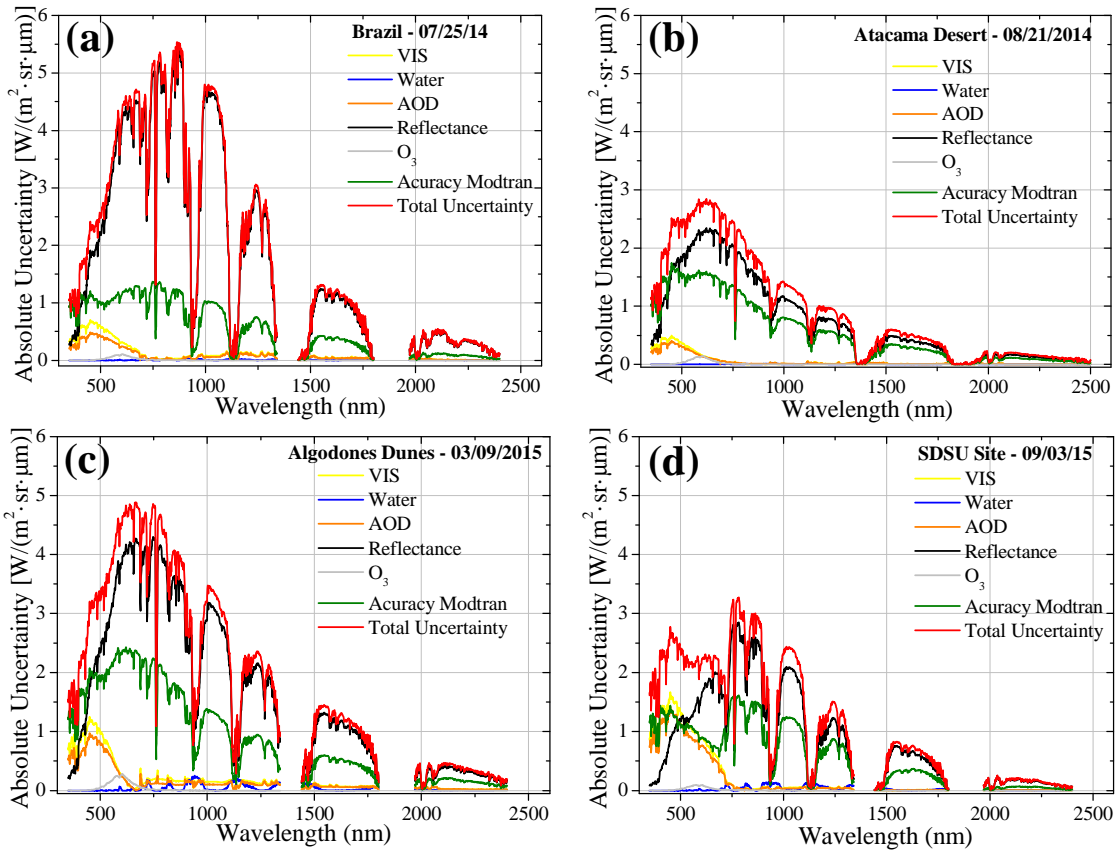 (a)
Brazil - 07/25/14
VIS
Water
AOD
Reflectance
O3
Acuracy Modtran
Total Uncertainty
Absolute Uncertainty [W/(m²·sr·μm)]
6
5
4
3
2
1
0
500 1000 1500 2000 2500
Wavelength (nm)
(b)
Atacama Desert - 08/21/2014
VIS
Water
AOD
Reflectance
O3
Acuracy Modtran
Total Uncertainty
Absolute Uncertainty [W/(m²·sr·μm)]
6
5
4
3
2
1
0
500 1000 1500 2000 2500
Wavelength (nm)
(c)
Algodones Dunes - 03/09/2015
VIS
Water
AOD
Reflectance
O3
Acuracy Modtran
Total Uncertainty
Absolute Uncertainty [W/(m²·sr·μm)]
6
5
4
3
2
1
0
500 1000 1500 2000 2500
Wavelength (nm)
(d)
SDSU Site - 09/03/15
VIS
Water
AOD
Reflectance
O3
Acuracy Modtran
Total Uncertainty
Absolute Uncertainty [W/(m²·sr·μm)]
6
5
4
3
2
1
0
500 1000 1500 2000 2500
Wavelength (nm)